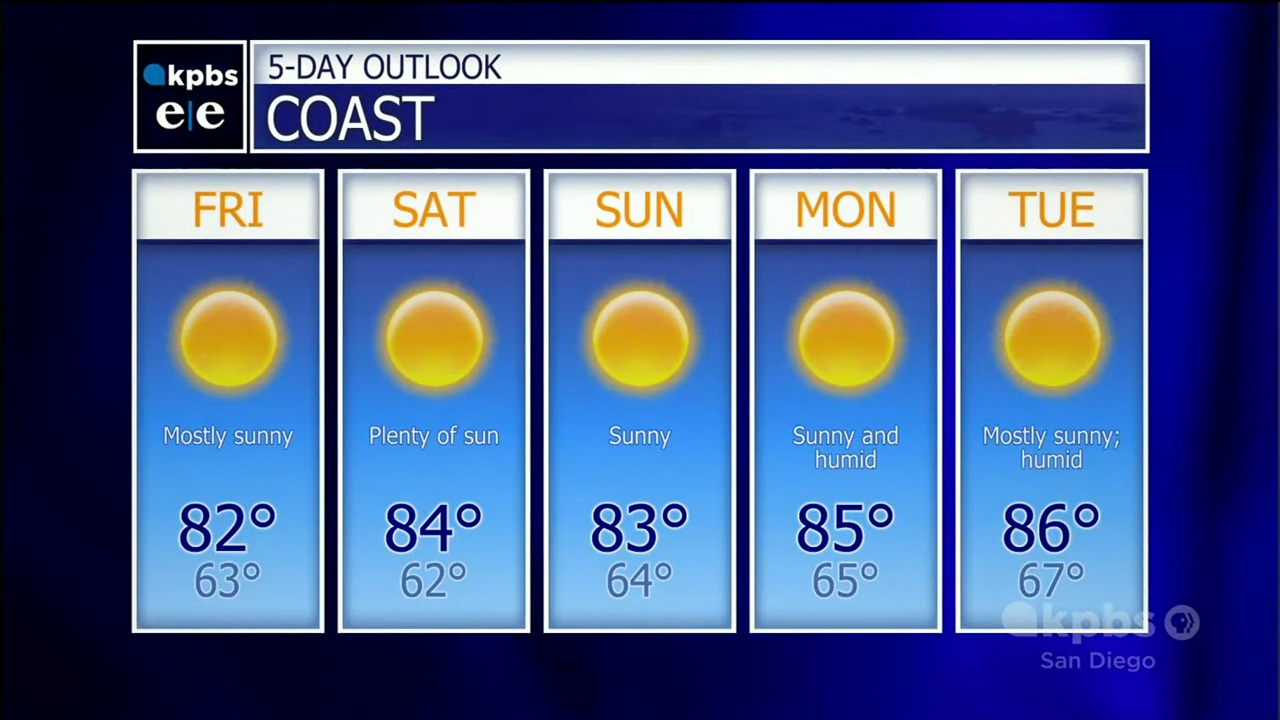 kpbs
e|e
5-DAY OUTLOOK
COAST
FRI
Mostly sunny
82°
63°
SAT
Plenty of sun
84°
62°
SUN
Sunny
83°
64°
MON
Sunny and
humid
85°
65°
TUE
Mostly sunny;
humid
86°
67°
kpbs
San Diego